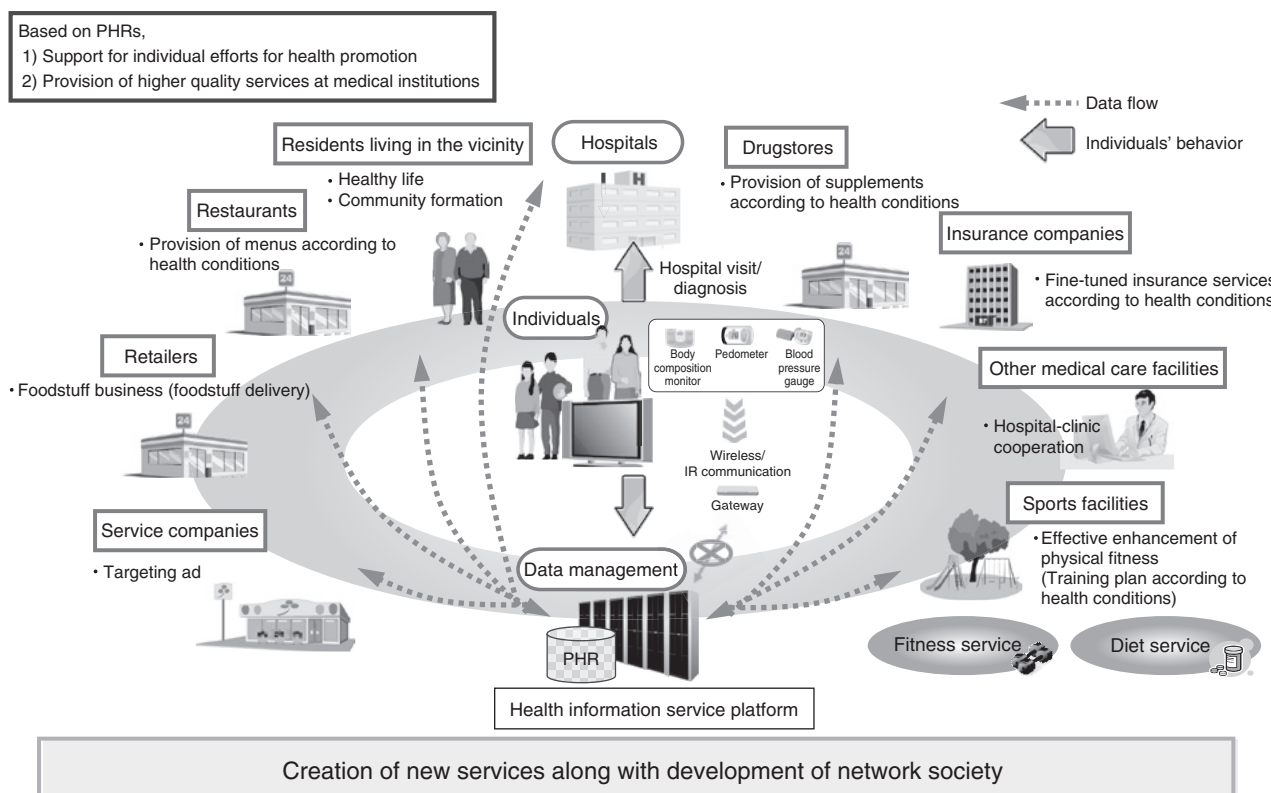 Based on PHRs,
1) Support for individual efforts for health promotion
2) Provision of higher quality services at medical institutions
Data flow
Individuals' behavior
Residents living in the vicinity
• Healthy life
• Community formation
Hospitals
H
Drugstores
• Provision of supplements
according to health conditions
Restaurants
• Provision of menus according to
health conditions
24
Hospital visit/
diagnosis
24
Insurance companies
• Fine-tuned insurance services
according to health conditions
Individuals
Body
composition
monitor
Pedometer
Blood
pressure
gauge
Retailers
• Foodstuff business (foodstuff delivery)
24
Other medical care facilities
• Hospital-clinic
cooperation
Wireless/
IR communication
Gateway
Service companies
• Targeting ad
Data management
Sports facilities
• Effective enhancement of
physical fitness
(Training plan according to
health conditions)
PHR
Fitness service
Diet service
Health information service platform
Creation of new services along with development of network society